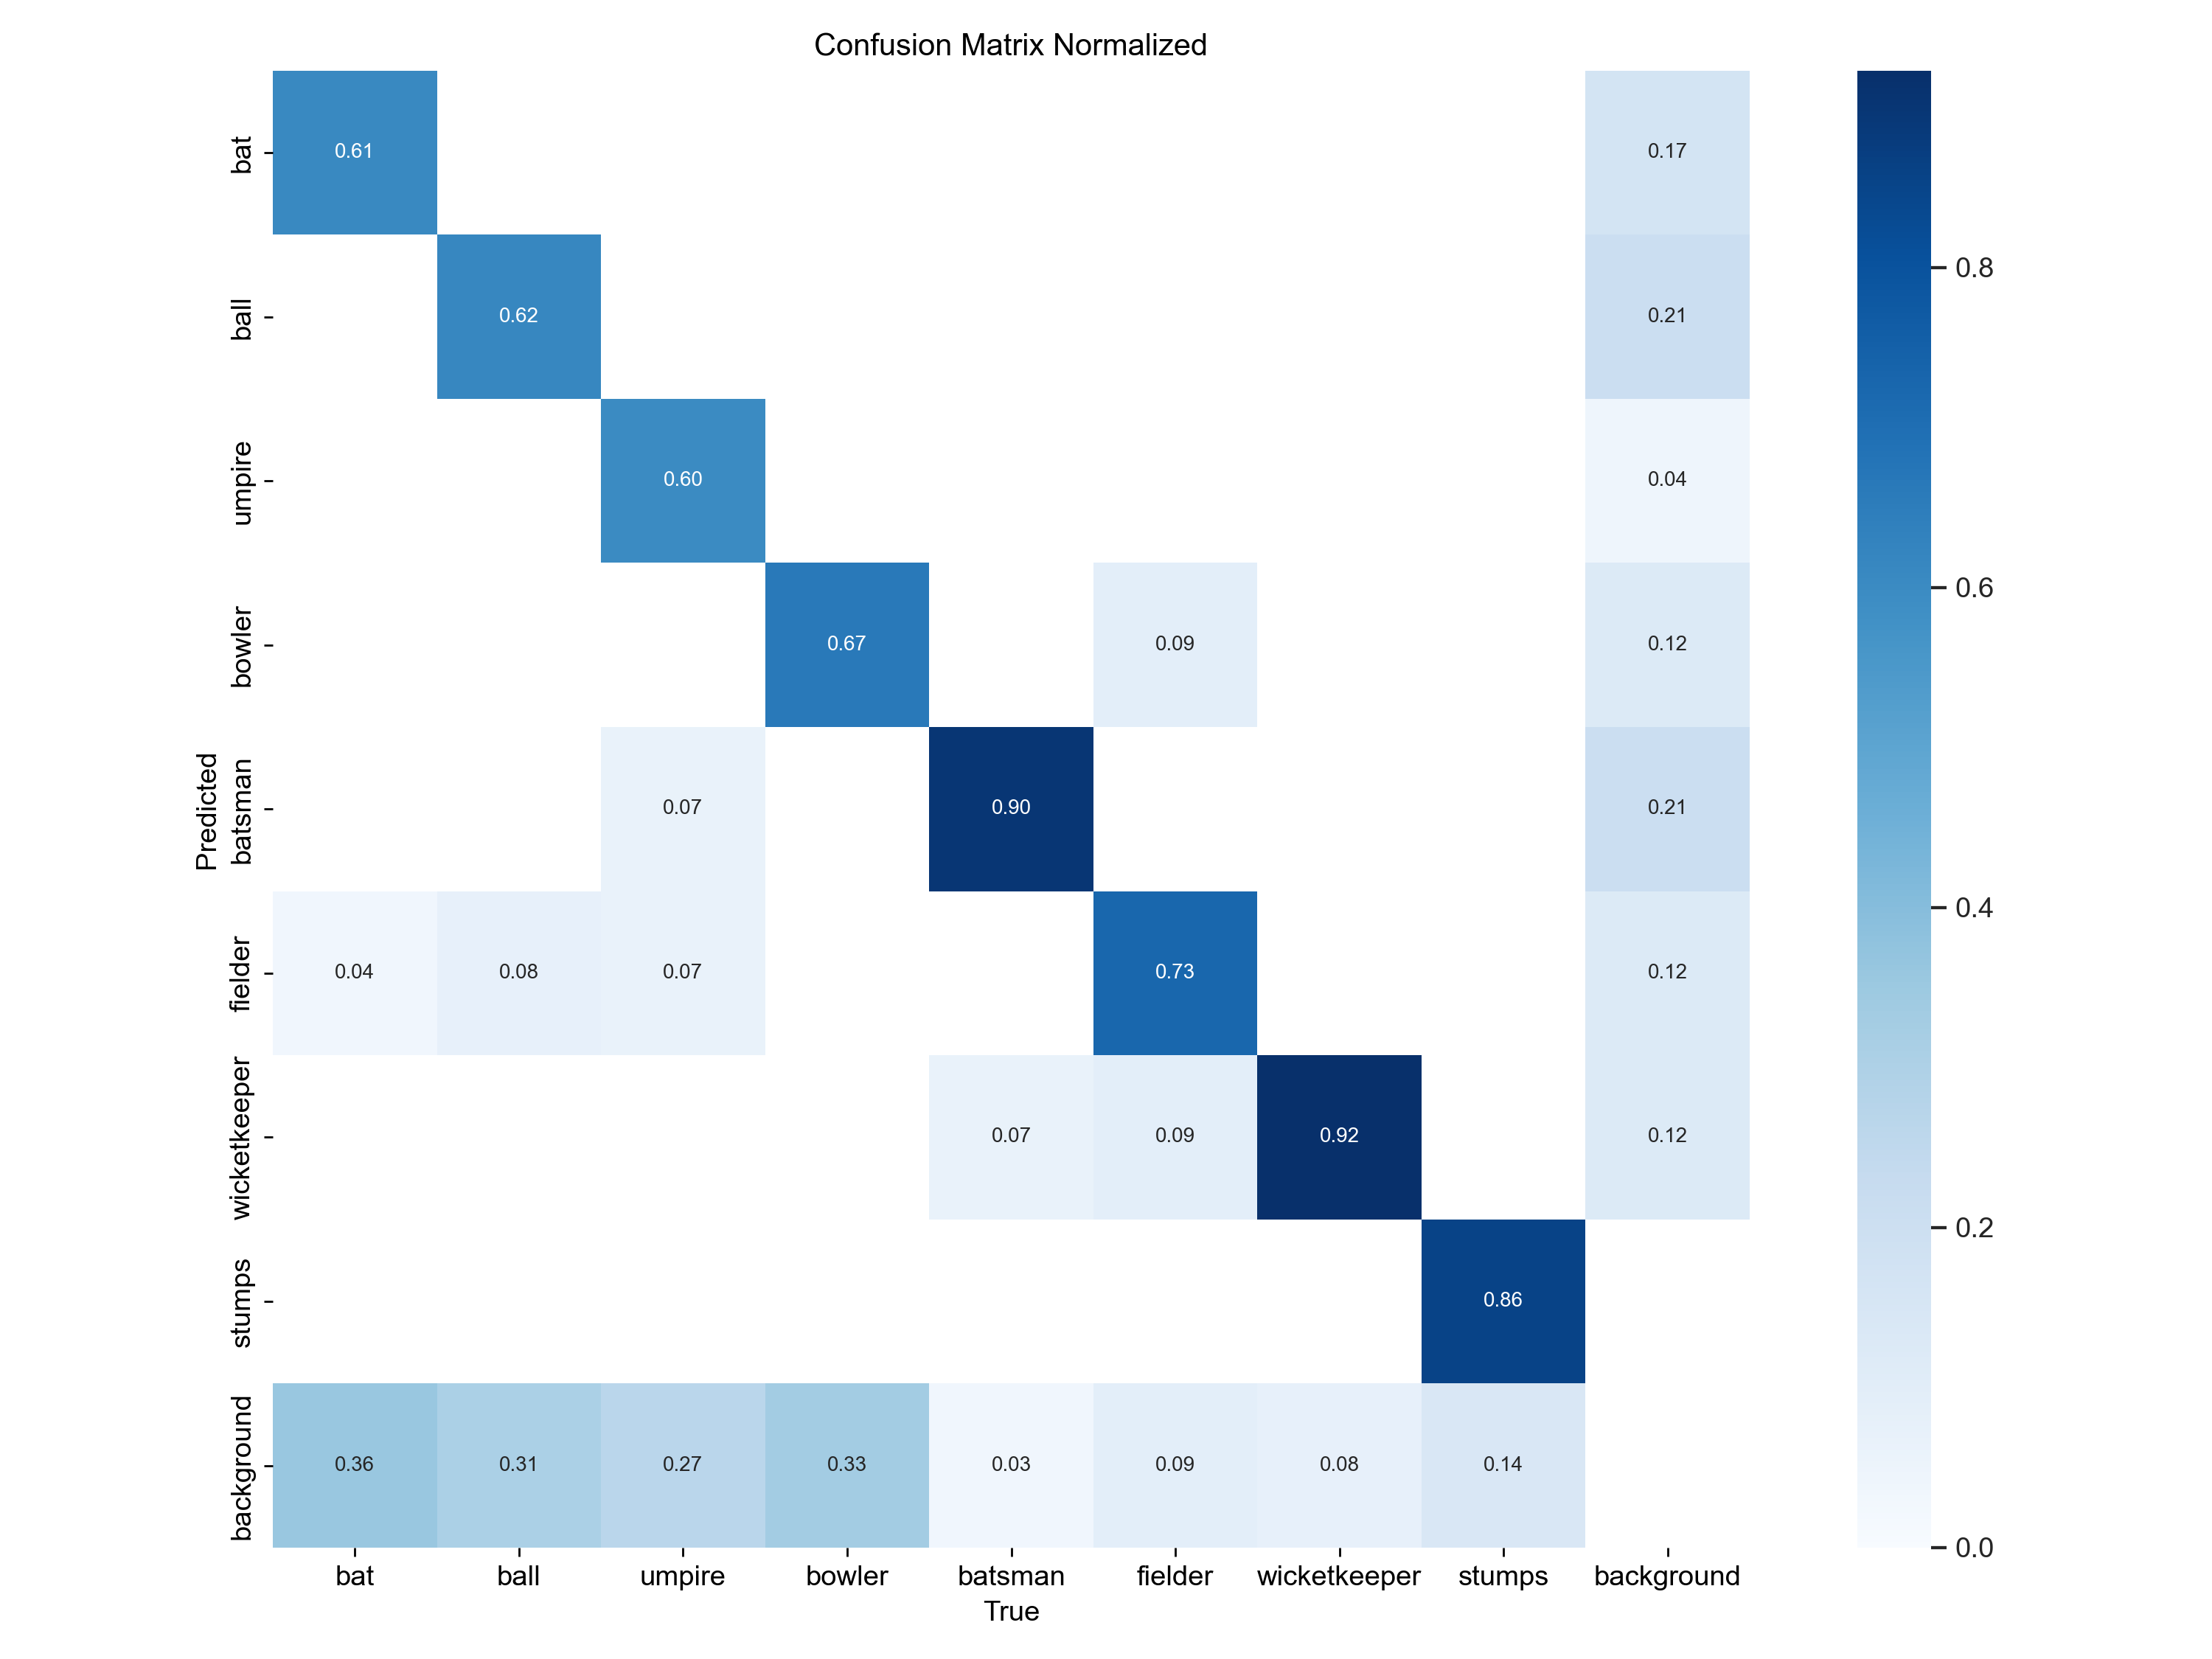 Confusion Matrix Normalized
Predicted
bat 0.61 0.17
ball 0.62 0.21
umpire 0.60 0.04
bowler 0.67 0.09 0.12
batsman 0.07 0.90 0.21
fielder 0.04 0.08 0.07 0.73 0.12
wicketkeeper 0.07 0.09 0.92 0.12
stumps 0.86
background 0.36 0.31 0.27 0.33 0.03 0.09 0.08 0.14
bat ball umpire bowler batsman fielder wicketkeeper stumps background
True
0.8
0.6
0.4
0.2
0.0